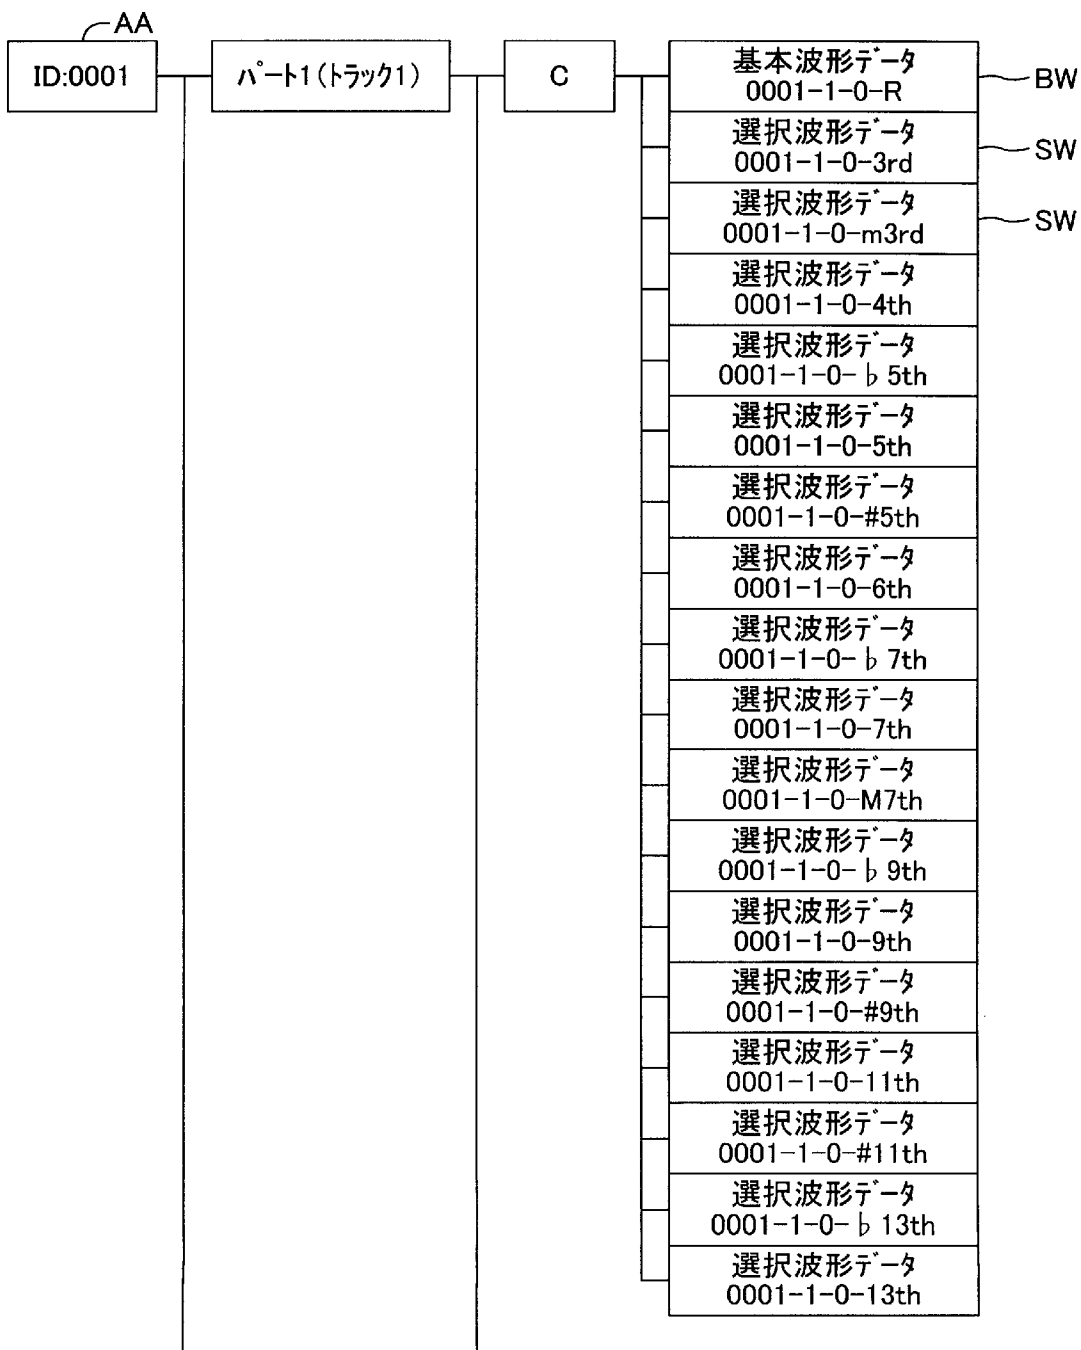 AA
ID:0001
パート1(トラック1)
C
基本波形データ
0001-1-0-R
BW
選択波形データ
0001-1-0-3rd
SW
選択波形データ
0001-1-0-m3rd
SW
選択波形データ
0001-1-0-4th
選択波形データ
0001-1-0-♭5th
選択波形データ
0001-1-0-5th
選択波形データ
0001-1-0-#5th
選択波形データ
0001-1-0-6th
選択波形データ
0001-1-0-♭7th
選択波形データ
0001-1-0-7th
選択波形データ
0001-1-0-M7th
選択波形データ
0001-1-0-♭9th
選択波形データ
0001-1-0-9th
選択波形データ
0001-1-0-#9th
選択波形データ
0001-1-0-11th
選択波形データ
0001-1-0-#11th
選択波形データ
0001-1-0-♭13th
選択波形データ
0001-1-0-13th